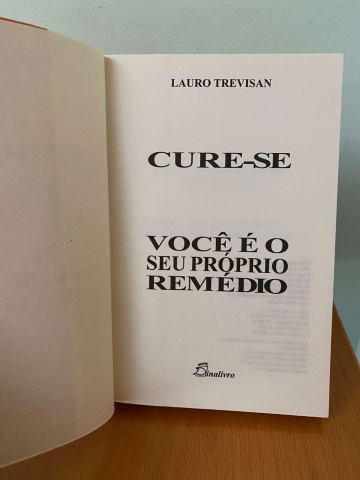 LAURO TREVISAN
CURE-SE
VOCÊ É O
SEU PRÓPRIO
REMÉDIO
Dinalivro